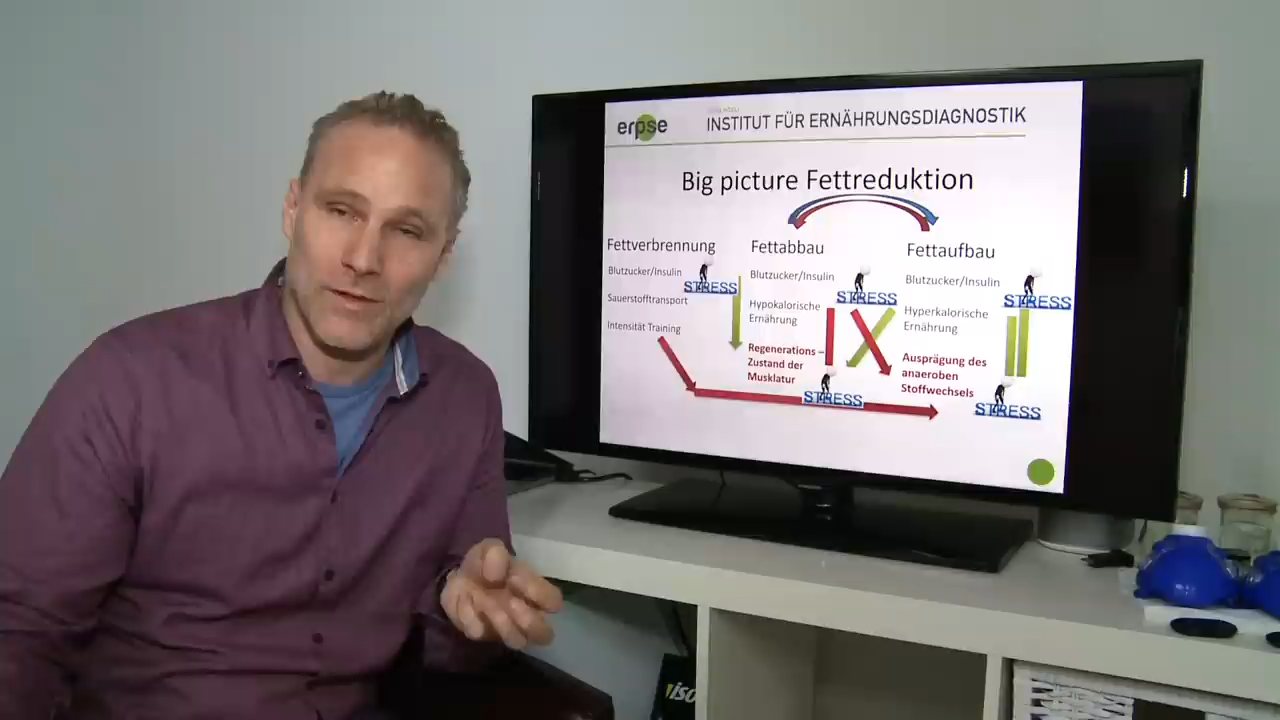 erpse
INSTITUT FÜR ERNÄHRUNGSDIAGNOSTIK
Big picture Fettreduktion
Fettverbrennung
Blutzucker/Insulin
STRESS
Sauerstofftransport
Intensität Training
Fettabbau
Blutzucker/Insulin
STRESS
Hypokalorische
Ernährung
Regenerations –
Zustand der
Musklatur
STRESS
Fettaufbau
Blutzucker/Insulin
STRESS
Hyperkalorische
Ernährung
Ausprägung des
anaeroben
Stoffwechsels
STRESS
iso